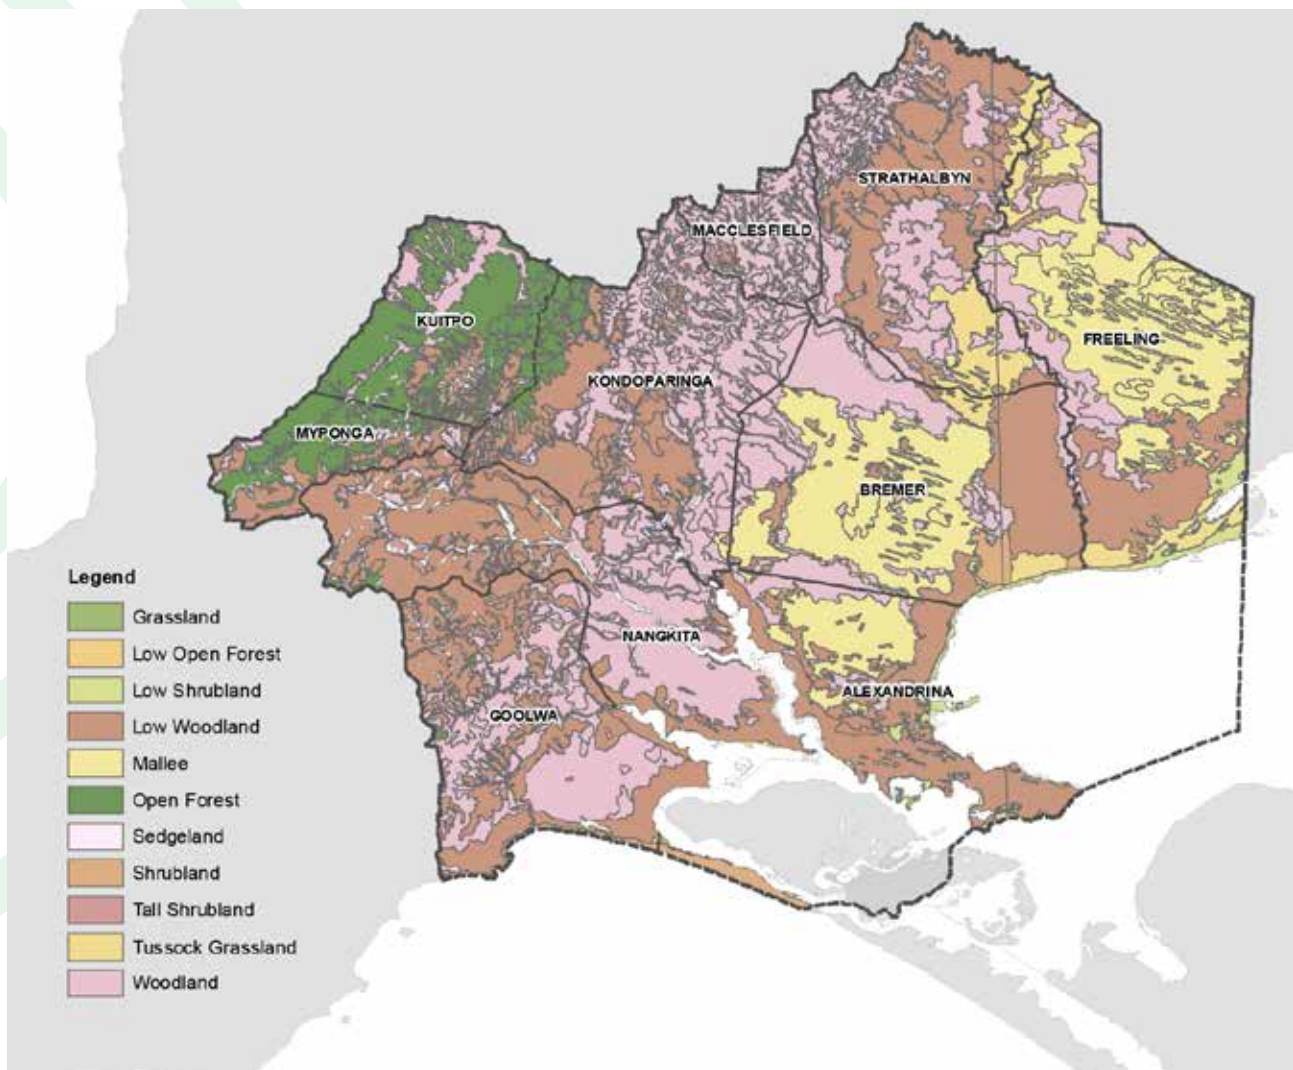 STRATHALBYN
MACCLESFIELD
KUITPO
FREELING
KONDOPARINGA
MYPONGA
BREMER
NANGKITA
ALEXANDRINA
GOOLWA
Legend
Grassland
Low Open Forest
Low Shrubland
Low Woodland
Mallee
Open Forest
Sedgeland
Shrubland
Tall Shrubland
Tussock Grassland
Woodland